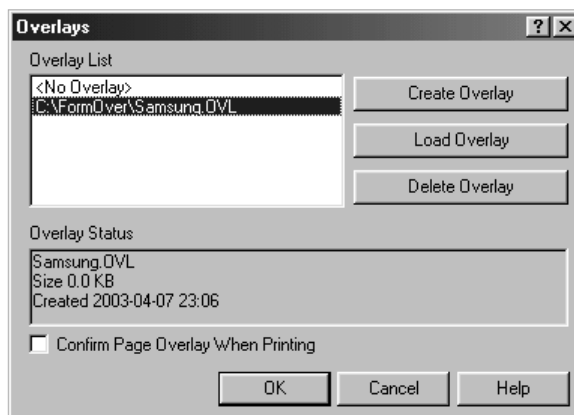 Overlays
Overlay List
<No Overlay>
C:\FormOver\Samsung.OVL
Create Overlay
Load Overlay
Delete Overlay
Overlay Status
Samsung.OVL
Size 0.0 KB
Created 2003-04-07 23:06
Confirm Page Overlay When Printing
OK Cancel Help